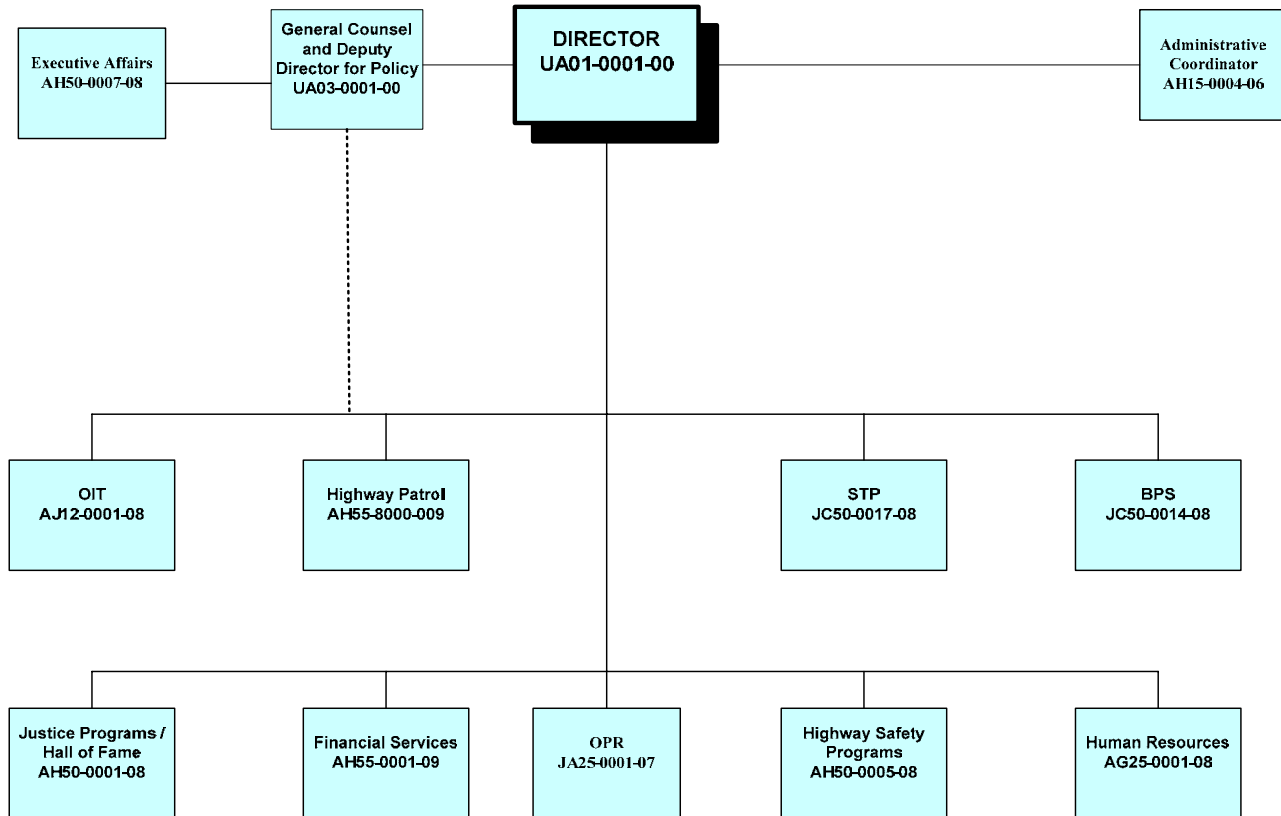 Executive Affairs
AH50-0007-08
General Counsel
and Deputy
Director for Policy
UA03-0001-00
DIRECTOR
UA01-0001-00
Administrative
Coordinator
AH15-0004-06
OIT
AJ12-0001-08
Highway Patrol
AH55-8000-009
STP
JC50-0017-08
BPS
JC50-0014-08
Justice Programs /
Hall of Fame
AH50-0001-08
Financial Services
AH55-0001-09
OPR
JA25-0001-07
Highway Safety
Programs
AH50-0005-08
Human Resources
AG25-0001-08